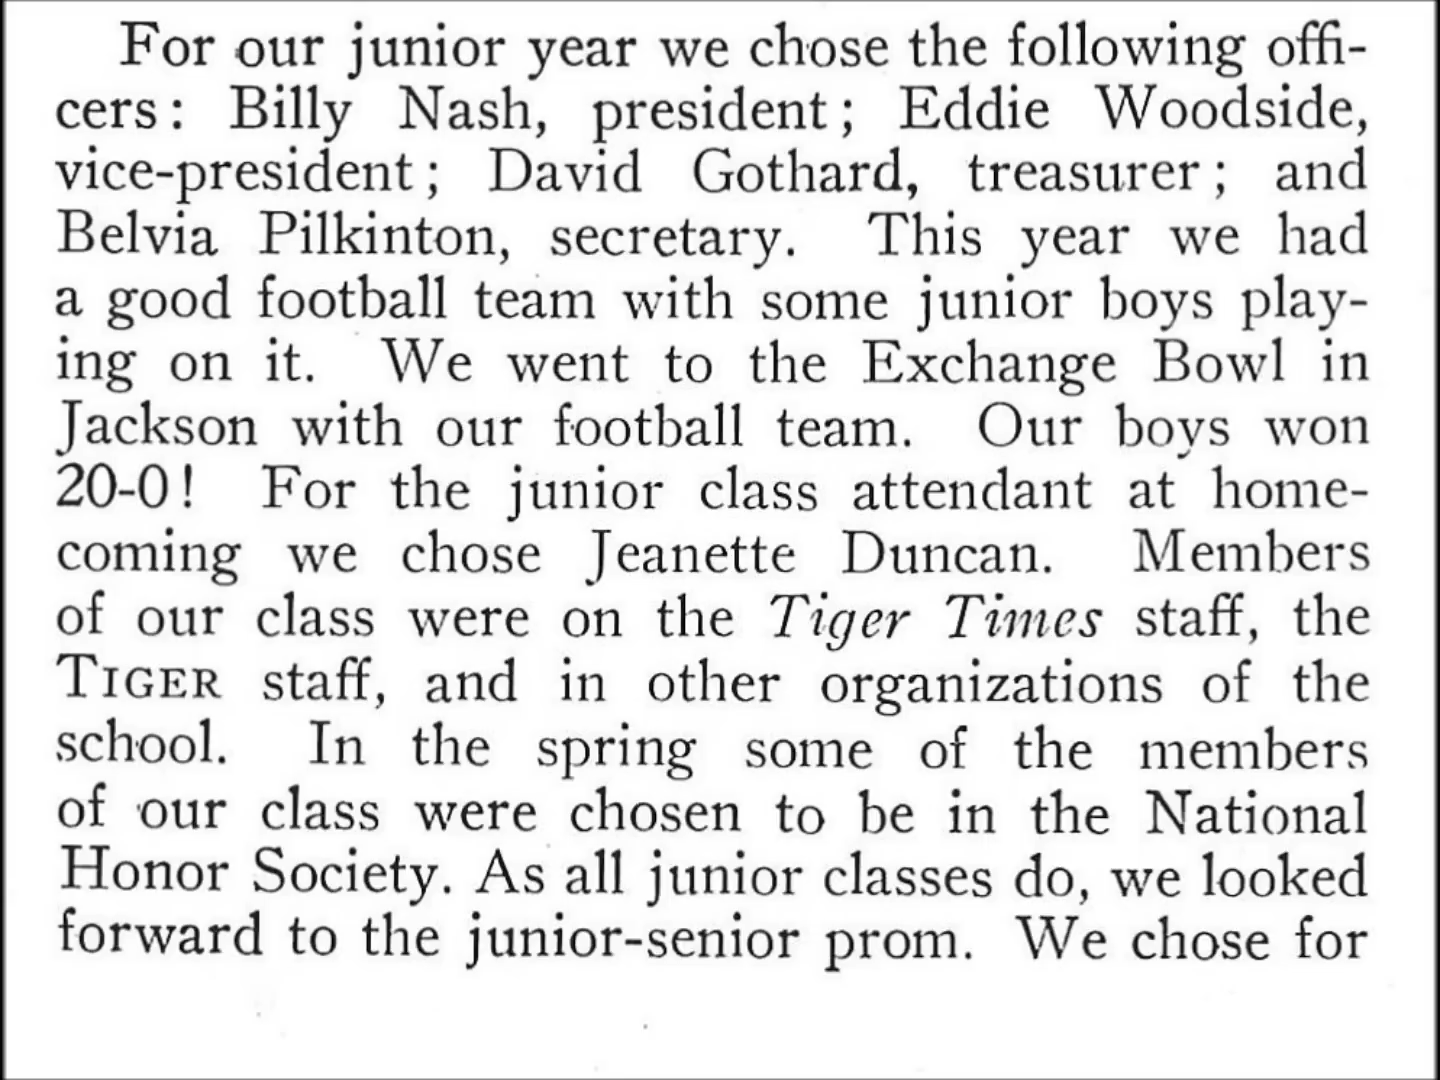 For our junior year we chose the following offi-
cers: Billy Nash, president; Eddie Woodside,
vice-president; David Gothard, treasurer; and
Belvia Pilkinton, secretary. This year we had
a good football team with some junior boys play-
ing on it. We went to the Exchange Bowl in
Jackson with our football team. Our boys won
20-0! For the junior class attendant at home-
coming we chose Jeanette Duncan. Members
of our class were on the Tiger Times staff, the
TIGER staff, and in other organizations of the
school. In the spring some of the members
of our class were chosen to be in the National
Honor Society. As all junior classes do, we looked
forward to the junior-senior prom. We chose for